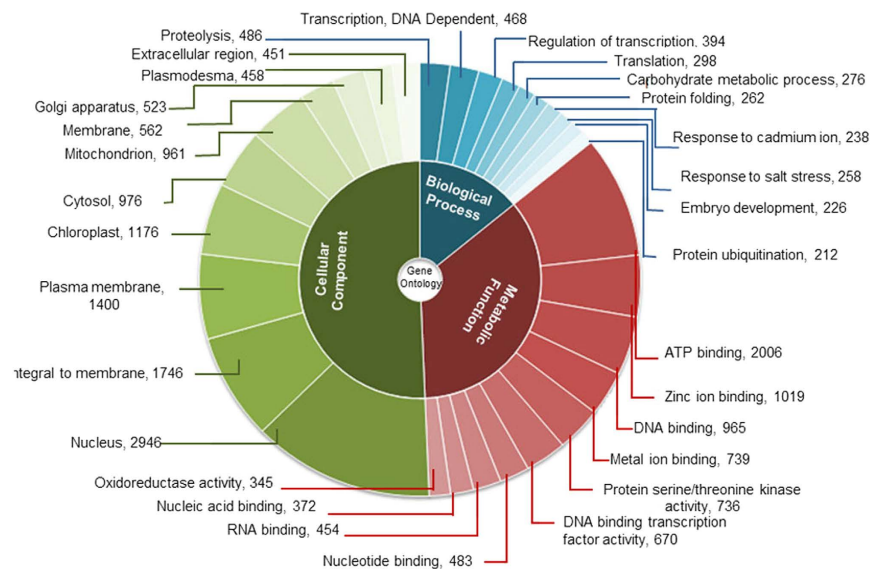 Transcription, DNA Dependent, 468
Proteolysis, 486
Extracellular region, 451
Plasmodesma, 458
Golgi apparatus, 523
Membrane, 562
Mitochondrion, 961
Cytosol, 976
Chloroplast, 1176
Plasma membrane,
1400
ntegral to membrane, 1746
Nucleus, 2946
Regulation of transcription, 394
Translation, 298
Carbohydrate metabolic process, 276
Protein folding, 262
Response to cadmium ion, 238
Response to salt stress, 258
Embryo development, 226
Protein ubiquitination, 212
Biological
Process
Cellular
Component
Gene
Ontology
Metabolic
Function
ATP binding, 2006
Zinc ion binding, 1019
DNA binding, 965
Metal ion binding, 739
Protein serine/threonine kinase
activity, 736
DNA binding transcription
factor activity, 670
Oxidoreductase activity, 345
Nucleic acid binding, 372
RNA binding, 454
Nucleotide binding, 483